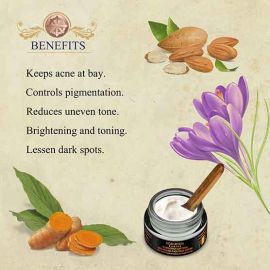 BENEFITS
Keeps acne at bay.
Controls pigmentation.
Reduces uneven tone.
Brightening and toning.
Lessen dark spots.